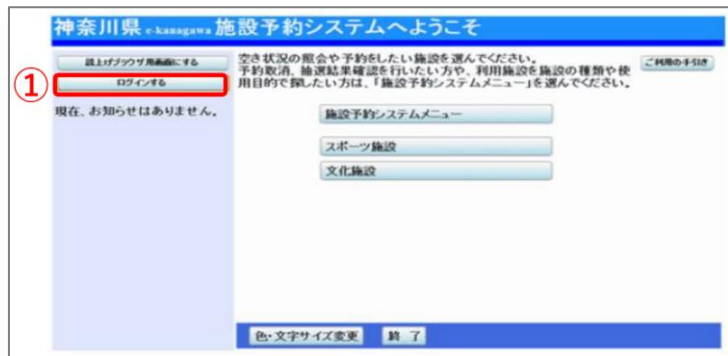 神奈川県 e-kanagawa 施設予約システムへようこそ
読上げブラウザ用画面にする
①
ログインする
現在、お知らせはありません。
空き状況の照会や予約をしたい施設を選んでください。
予約取消、抽選結果確認を行いたい方や、利用施設を施設の種類や使
用目的で探したい方は、「施設予約システムメニュー」を選んでください。
ご利用の手引き
施設予約システムメニュー
スポーツ施設
文化施設
色・文字サイズ変更
終 了